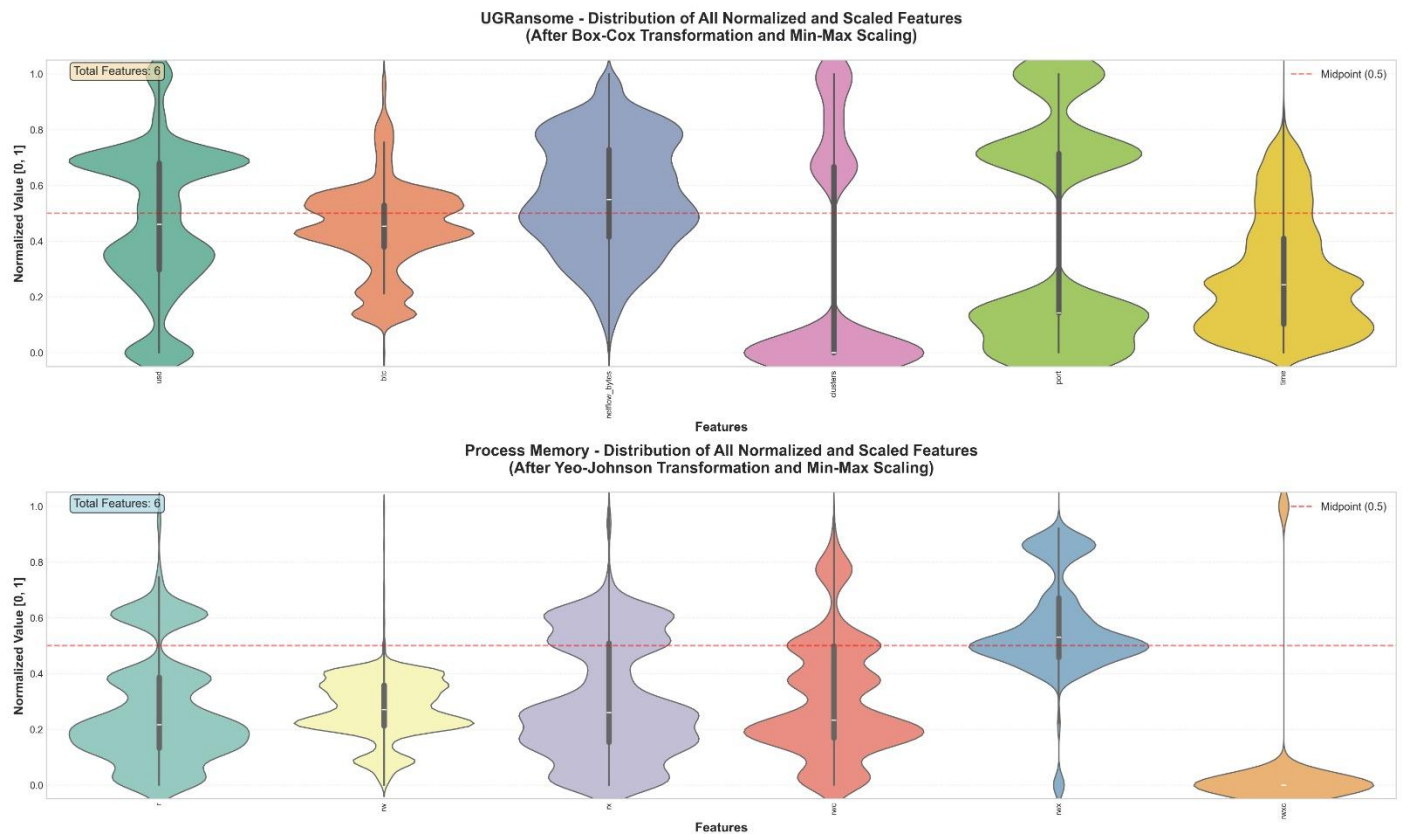 UGRansome - Distribution of All Normalized and Scaled Features
(After Box-Cox Transformation and Min-Max Scaling)
Total Features: 6
Midpoint (0.5)
Normalized Value [0, 1]
1.0
0.8
0.6
0.4
0.2
0.0
usd
btc
netflow_bytes
clusters
port
time
Features
Process Memory - Distribution of All Normalized and Scaled Features
(After Yeo-Johnson Transformation and Min-Max Scaling)
Total Features: 6
Midpoint (0.5)
Normalized Value [0, 1]
1.0
0.8
0.6
0.4
0.2
0.0
r
rw
rx
rwc
rwx
rwxc
Features